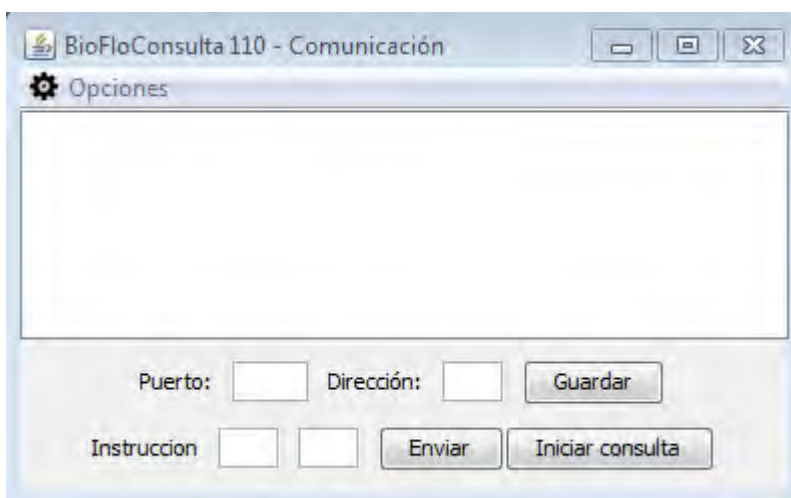 BioFloConsulta 110 - Comunicación
Opciones
Puerto: Dirección: Guardar
Instruccion Enviar Iniciar consulta